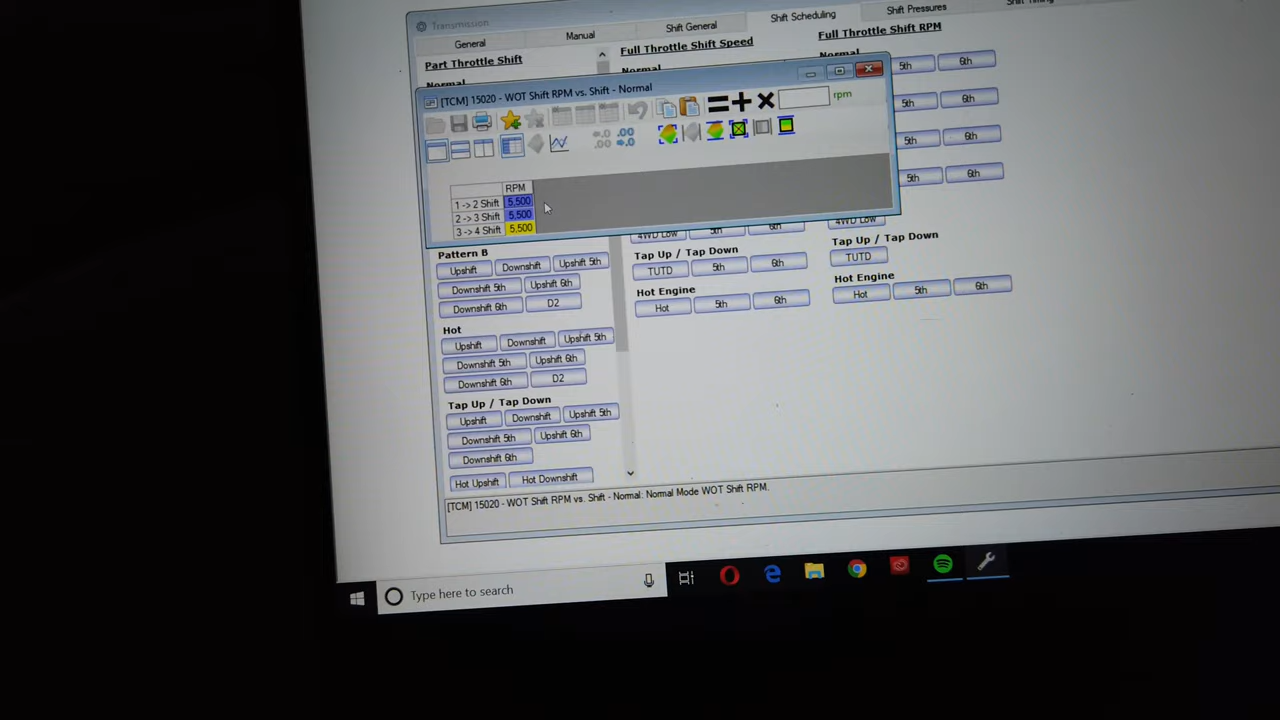 Transmission
General
Manual
Shift General
Shift Scheduling
Shift Pressures
Part Throttle Shift
Full Throttle Shift Speed
Full Throttle Shift RPM
Normal
Normal
Normal
5th 6th
5th 6th
5th 6th
5th 6th
[TCM] 15020 - WOT Shift RPM vs. Shift - Normal
rpm
RPM
1 -> 2 Shift 5,500
2 -> 3 Shift 5,500
3 -> 4 Shift 5,500
4WD Low 5th 6th
4WD Low
Pattern B
Upshift Downshift Upshift 5th
Downshift 5th Upshift 6th
Downshift 6th D2
Hot
Upshift Downshift Upshift 5th
Downshift 5th Upshift 6th
Downshift 6th D2
Tap Up / Tap Down
Upshift Downshift Upshift 5th
Downshift 5th Upshift 6th
Downshift 6th
Hot Upshift Hot Downshift
Tap Up / Tap Down
TUTD 5th 6th
Hot Engine
Hot 5th 6th
Tap Up / Tap Down
TUTD
Hot Engine
Hot 5th 6th
[TCM] 15020 - WOT Shift RPM vs. Shift - Normal: Normal Mode WOT Shift RPM.
Type here to search